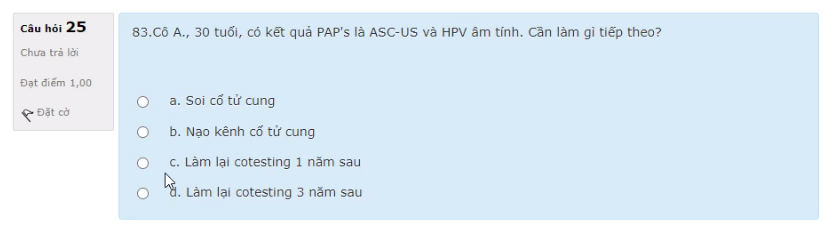 Câu hỏi 25
Chưa trả lời
Đạt điểm 1,00
Đặt cờ
83.Cô A., 30 tuổi, có kết quả PAP's là ASC-US và HPV âm tính. Cần làm gì tiếp theo?
a. Soi cổ tử cung
b. Nạo kênh cổ tử cung
c. Làm lại cotesting 1 năm sau
d. Làm lại cotesting 3 năm sau